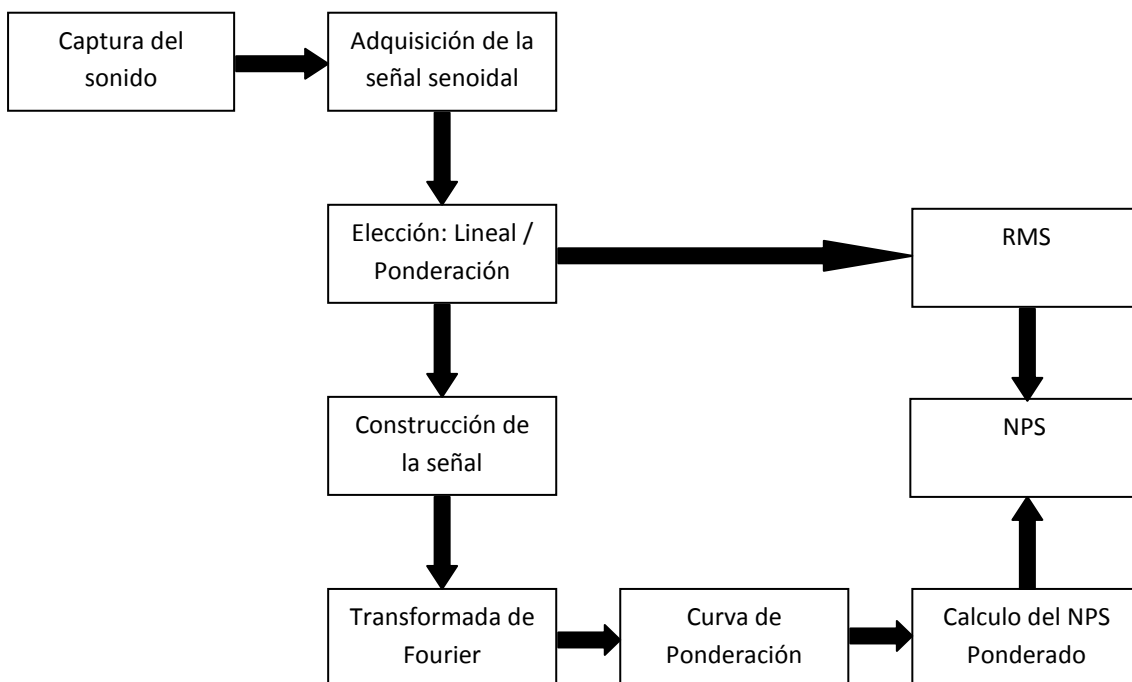 Captura del
sonido
Adquisición de la
señal senoidal
Elección: Lineal /
Ponderación
RMS
Construcción de
la señal
NPS
Transformada de
Fourier
Curva de
Ponderación
Calculo del NPS
Ponderado